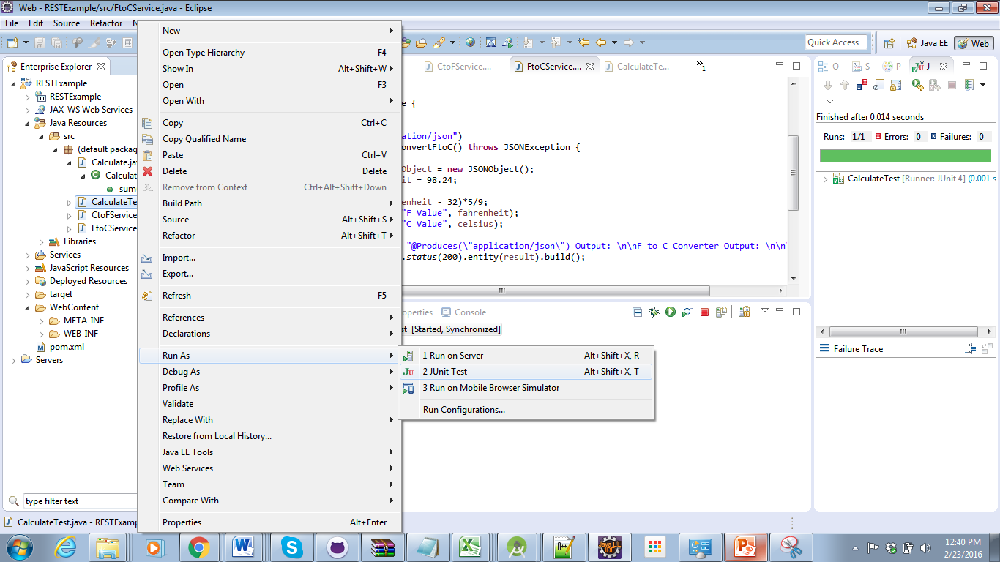 Web - RESTExample/src/FtoCService.java - Eclipse
File Edit Source Refactor
Quick Access Java EE Web
Enterprise Explorer
RESTExample
RESTExample
3.0
JAX-WS Web Services
Java Resources
src
(default packag
Calculate.jav
Calculat
sum
CalculateTe
CtoFService
FtoCService
Libraries
Services
JavaScript Resources
Deployed Resources
target
WebContent
META-INF
WEB-INF
pom.xml
Servers
type filter text
CalculateTest.java - RESTExamp
New
Open Type Hierarchy F4
Show In Alt+Shift+W
Open F3
Open With
Copy Ctrl+C
Copy Qualified Name
Paste Ctrl+V
Delete Delete
Remove from Context Ctrl+Alt+Shift+Down
Build Path
Source Alt+Shift+S
Refactor Alt+Shift+T
Import...
Export...
Refresh F5
References
Declarations
Run As
Debug As
Profile As
Validate
Replace With
Restore from Local History...
Java EE Tools
Web Services
Team
Compare With
Properties Alt+Enter
1 Run on Server Alt+Shift+X, R
2 JUnit Test Alt+Shift+X, T
3 Run on Mobile Browser Simulator
Run Configurations...
CtoFService.... FtoCService.... CalculateTe... »1
e {
ation/json")
onvertFtoC() throws JSONException {
Object = new JSONObject();
it = 98.24;
enheit - 32)*5/9;
"F Value", fahrenheit);
"C Value", celsius);
"@Produces(\"application/json\") Output: \n\nF to C Converter Output: \n\n'
.status(200).entity(result).build();
operties Console
st [Started, Synchronized]
O S P J
Finished after 0.014 seconds
Runs: 1/1 Errors: 0 Failures: 0
CalculateTest [Runner: JUnit 4] (0.001 s
Failure Trace
Java EE
IDE
12:40 PM
2/23/2016